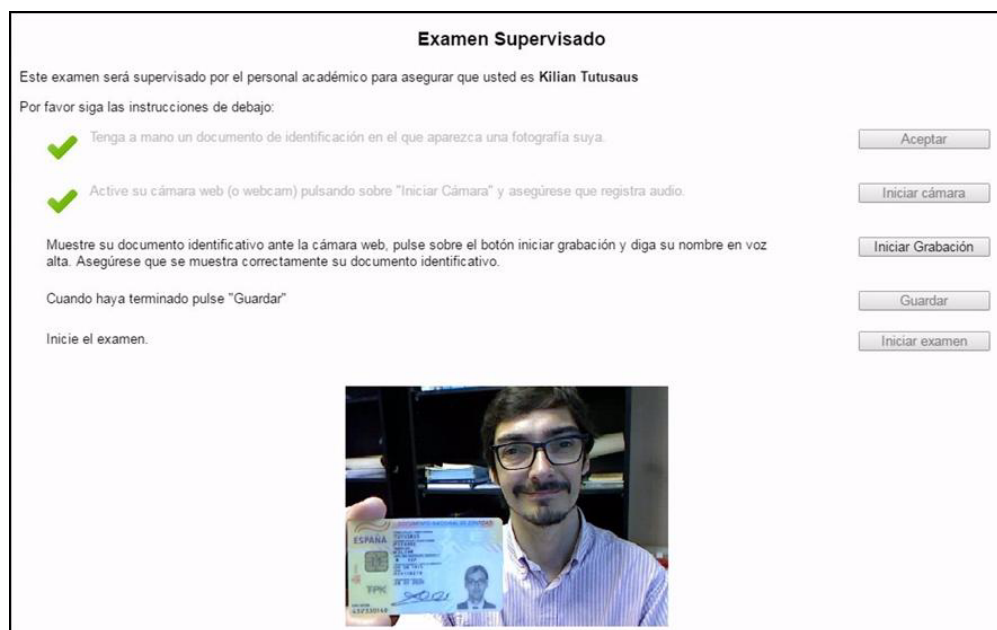 Examen Supervisado
Este examen será supervisado por el personal académico para asegurar que usted es Kilian Tutusaus
Por favor siga las instrucciones de debajo:
Tenga a mano un documento de identificación en el que aparezca una fotografía suya.
Aceptar
Active su cámara web (o webcam) pulsando sobre "Iniciar Cámara" y asegúrese que registra audio.
Iniciar cámara
Muestre su documento identificativo ante la cámara web, pulse sobre el botón iniciar grabación y diga su nombre en voz
alta. Asegúrese que se muestra correctamente su documento identificativo.
Iniciar Grabación
Cuando haya terminado pulse "Guardar"
Guardar
Inicie el examen.
Iniciar examen
DOCUMENTO NACIONAL DE IDENTIDAD
ESPAÑA